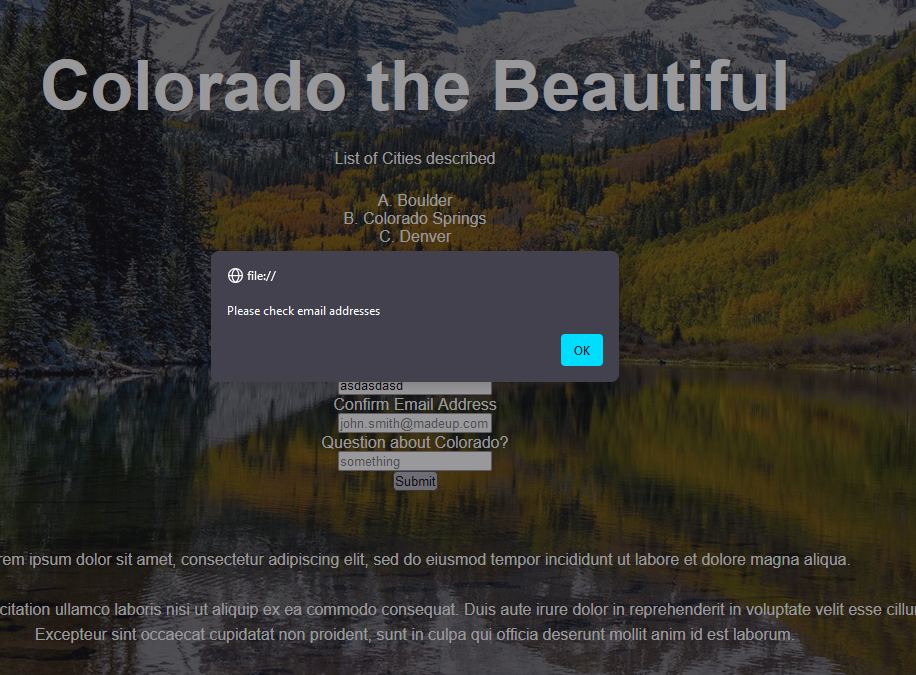 Colorado the Beautiful
List of Cities described
A. Boulder
B. Colorado Springs
C. Denver
file://
Please check email addresses
OK
asdasdasd
Confirm Email Address
john.smith@madeup.com
Question about Colorado?
something
Submit
rem ipsum dolor sit amet, consectetur adipiscing elit, sed do eiusmod tempor incididunt ut labore et dolore magna aliqua.
citation ullamco laboris nisi ut aliquip ex ea commodo consequat. Duis aute irure dolor in reprehenderit in voluptate velit esse cillu
Excepteur sint occaecat cupidatat non proident, sunt in culpa qui officia deserunt mollit anim id est laborum.